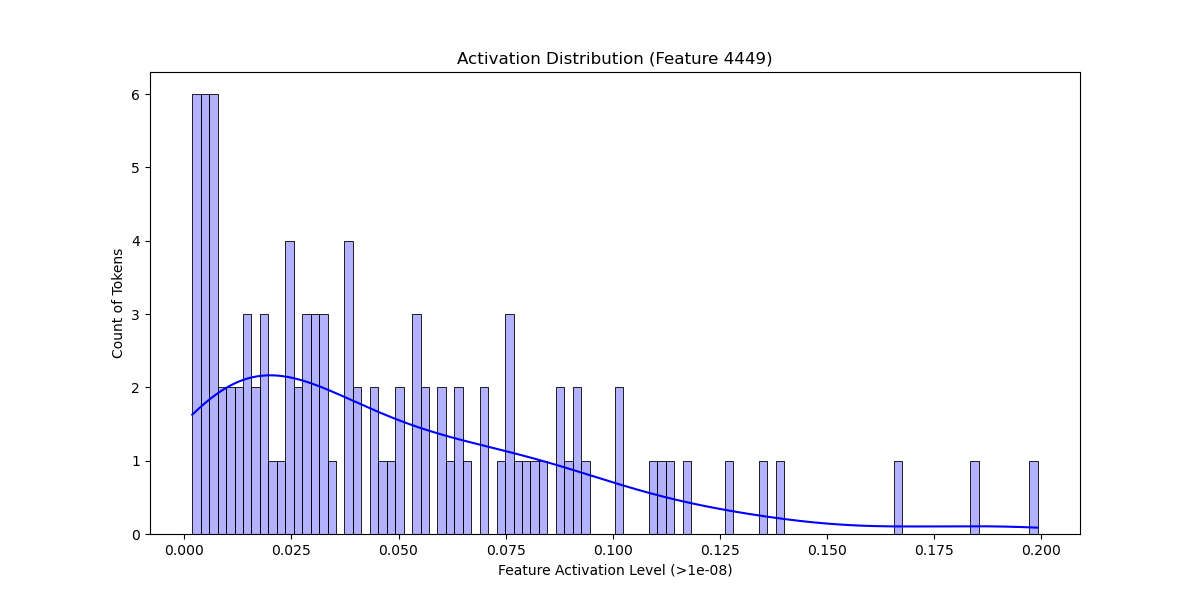 Activation Distribution (Feature 4449)
6
5
4
3
2
1
0
Count of Tokens
0.000 0.025 0.050 0.075 0.100 0.125 0.150 0.175 0.200
Feature Activation Level (>1e-08)